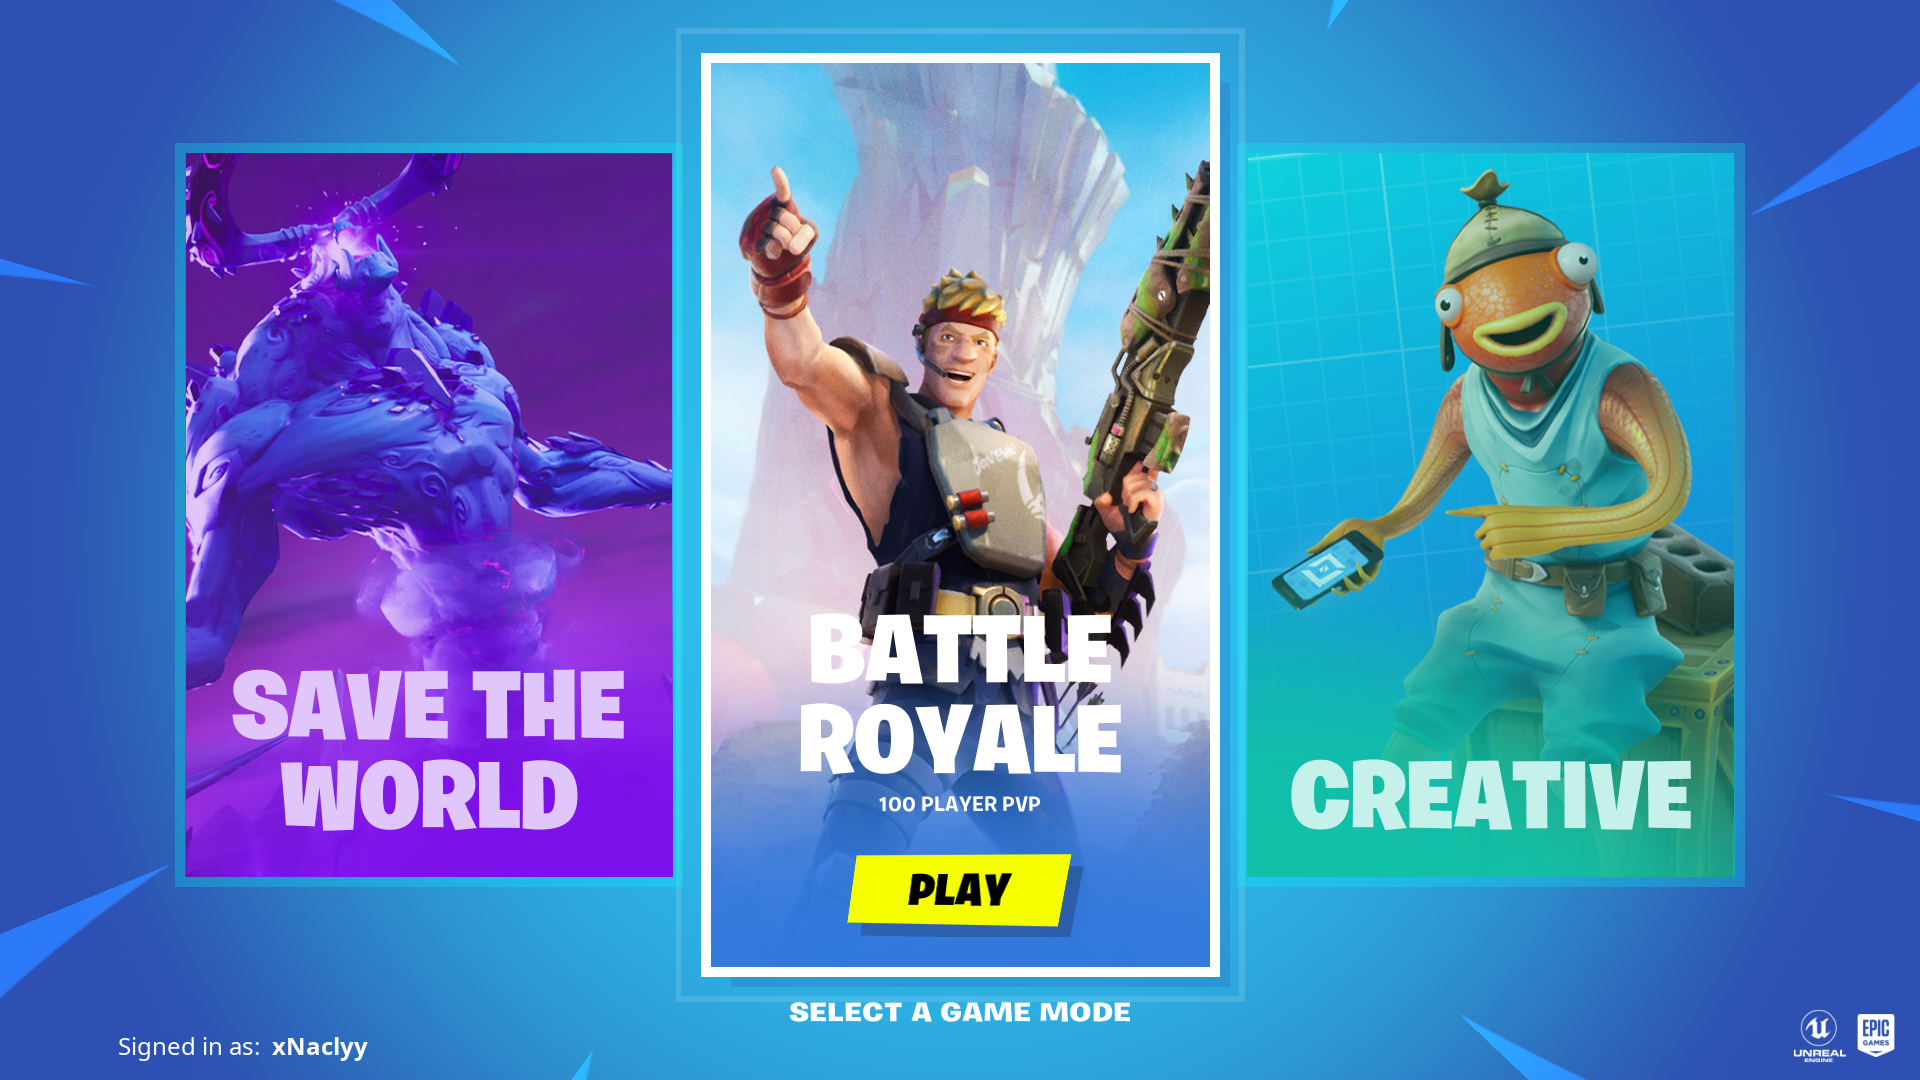 SAVE THE
WORLD
BATTLE
ROYALE
100 PLAYER PVP
PLAY
CREATIVE
SELECT A GAME MODE
Signed in as: xNaclyy
UNREAL
ENGINE
EPIC
GAMES